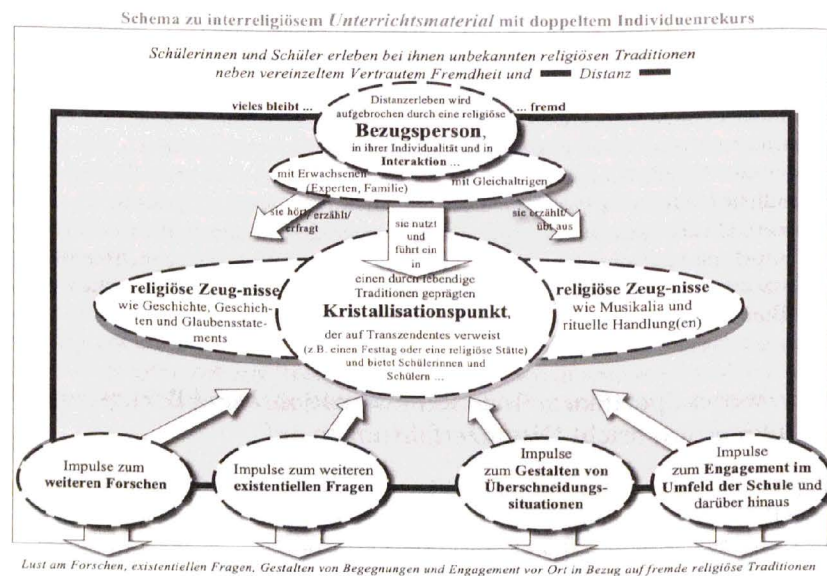 Schema zu interreligiösem Unterrichtsmaterial mit doppeltem Individuenrekurs
Schülerinnen und Schüler erleben bei ihnen unbekannten religiösen Traditionen
neben vereinzeltem Vertrautem Fremdheit und Distanz
vieles bleibt ...
... fremd
Distanzerleben wird
aufgebrochen durch eine religiöse
Bezugsperson,
in ihrer Individualität und in
Interaktion ...
mit Erwachsenen
(Experten, Familie)
mit Gleichaltrigen
sie hört/ erzählt/
erfragt
sie nutzt
und
führt ein
in
sie erzählt/
übt aus
religiöse Zeug-nisse
wie Geschichte, Geschich-
ten und Glaubensstate-
ments
einen durch lebendige
Traditionen geprägten
Kristallisationspunkt,
der auf Transzendentes verweist
(z.B. einen Festtag oder eine religiöse Stätte)
und bietet Schülerinnen und
Schülern ...
religiöse Zeug-nisse
wie Musikalia und
rituelle Handlung(en)
Impulse zum
weiteren Forschen
Impulse zum weiteren
existentiellen Fragen
Impulse
zum Gestalten von
Überschneidungs-
situationen
Impulse
zum Engagement im
Umfeld der Schule und
darüber hinaus
Lust am Forschen, existentiellen Fragen, Gestalten von Begegnungen und Engagement vor Ort in Bezug auf fremde religiöse Traditionen